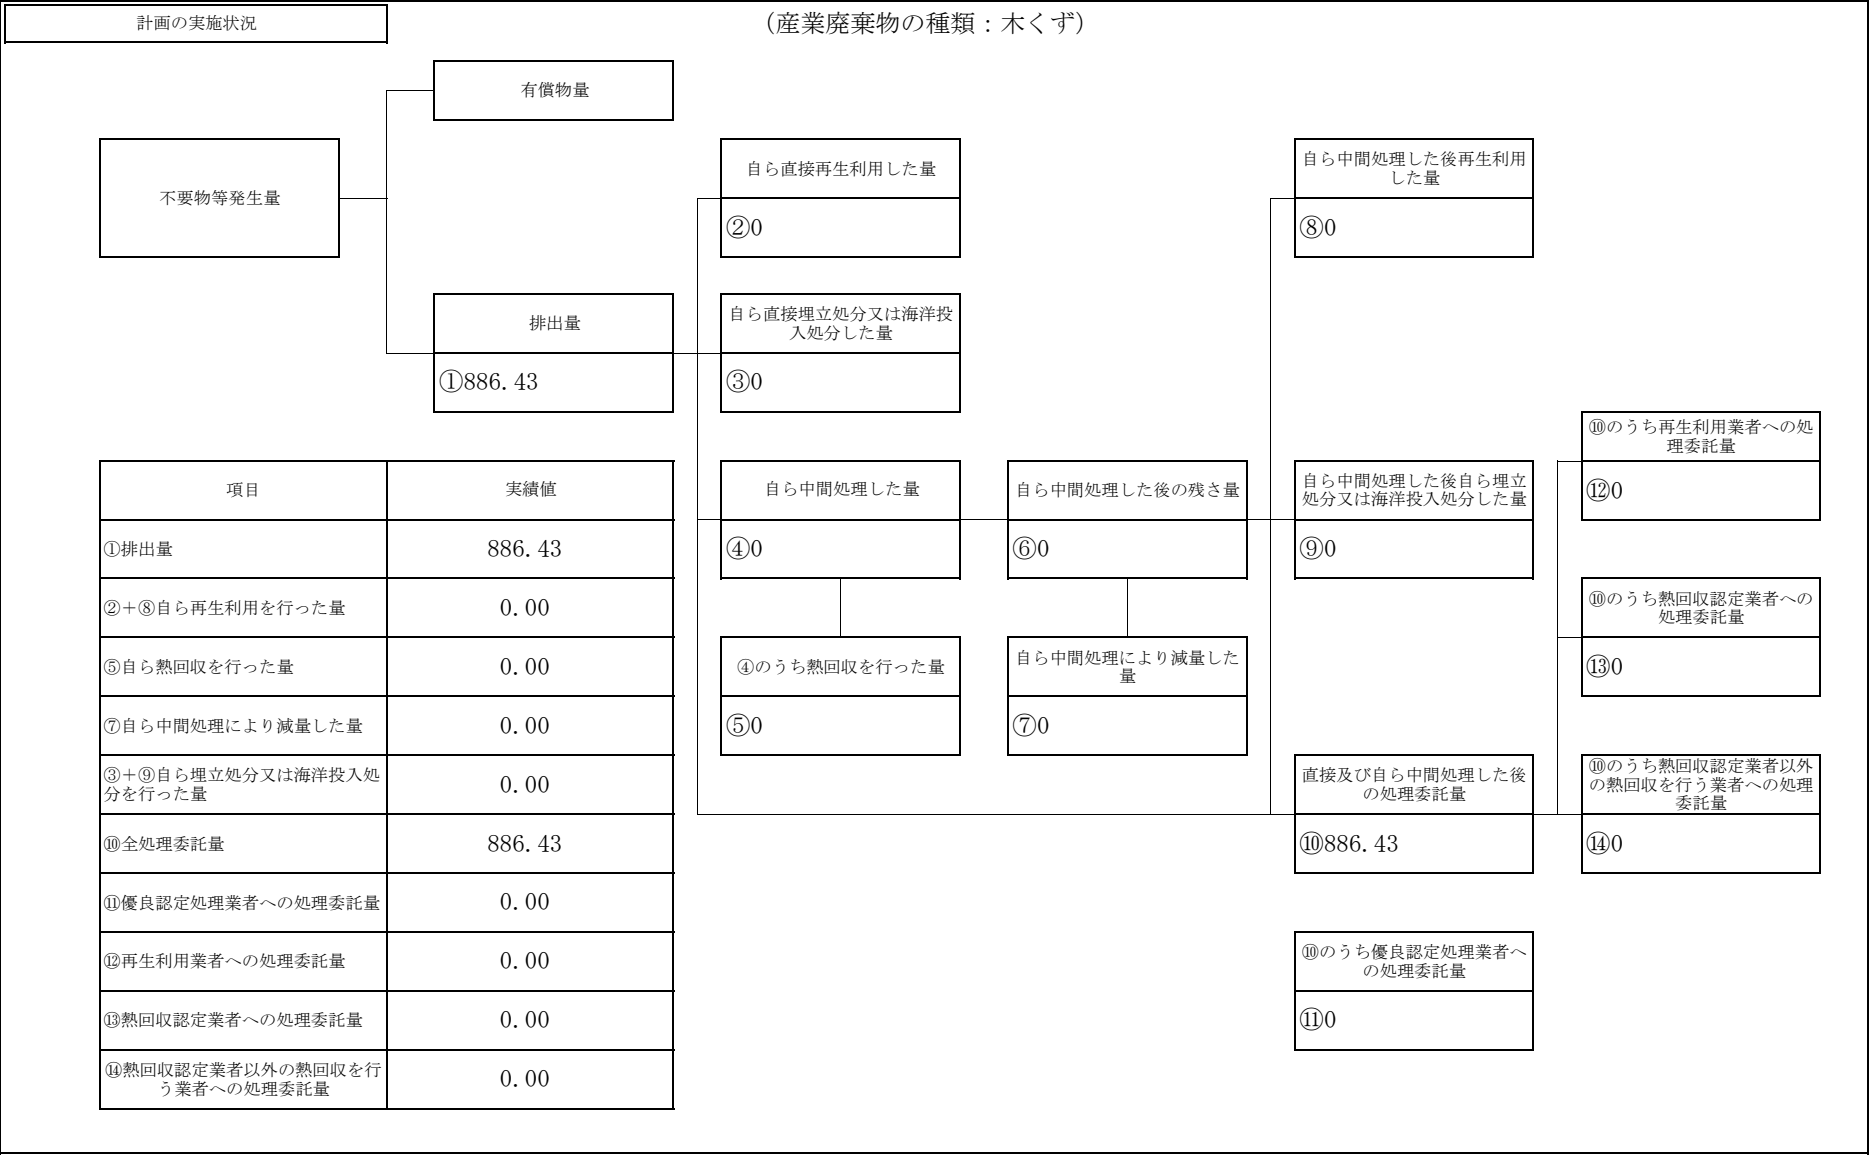 計画の実施状況
（産業廃棄物の種類：木くず）
有償物量
不要物等発生量
自ら直接再生利用した量
②0
自ら中間処理した後再生利用
した量
⑧0
排出量
①886.43
自ら直接埋立処分又は海洋投
入処分した量
③0
⑩のうち再生利用業者への処
理委託量
⑫0
自ら中間処理した量
④0
自ら中間処理した後の残さ量
⑥0
自ら中間処理した後自ら埋立
処分又は海洋投入処分した量
⑨0
⑩のうち熱回収認定業者への
処理委託量
⑬0
④のうち熱回収を行った量
⑤0
自ら中間処理により減量した
量
⑦0
直接及び自ら中間処理した後
の処理委託量
⑩886.43
⑩のうち熱回収認定業者以外
の熱回収を行う業者への処理
委託量
⑭0
⑩のうち優良認定処理業者へ
の処理委託量
⑪0
項目 実績値
①排出量 886.43
②＋⑧自ら再生利用を行った量 0.00
⑤自ら熱回収を行った量 0.00
⑦自ら中間処理により減量した量 0.00
③＋⑨自ら埋立処分又は海洋投入処
分を行った量 0.00
⑩全処理委託量 886.43
⑪優良認定処理業者への処理委託量 0.00
⑫再生利用業者への処理委託量 0.00
⑬熱回収認定業者への処理委託量 0.00
⑭熱回収認定業者以外の熱回収を行
う業者への処理委託量 0.00